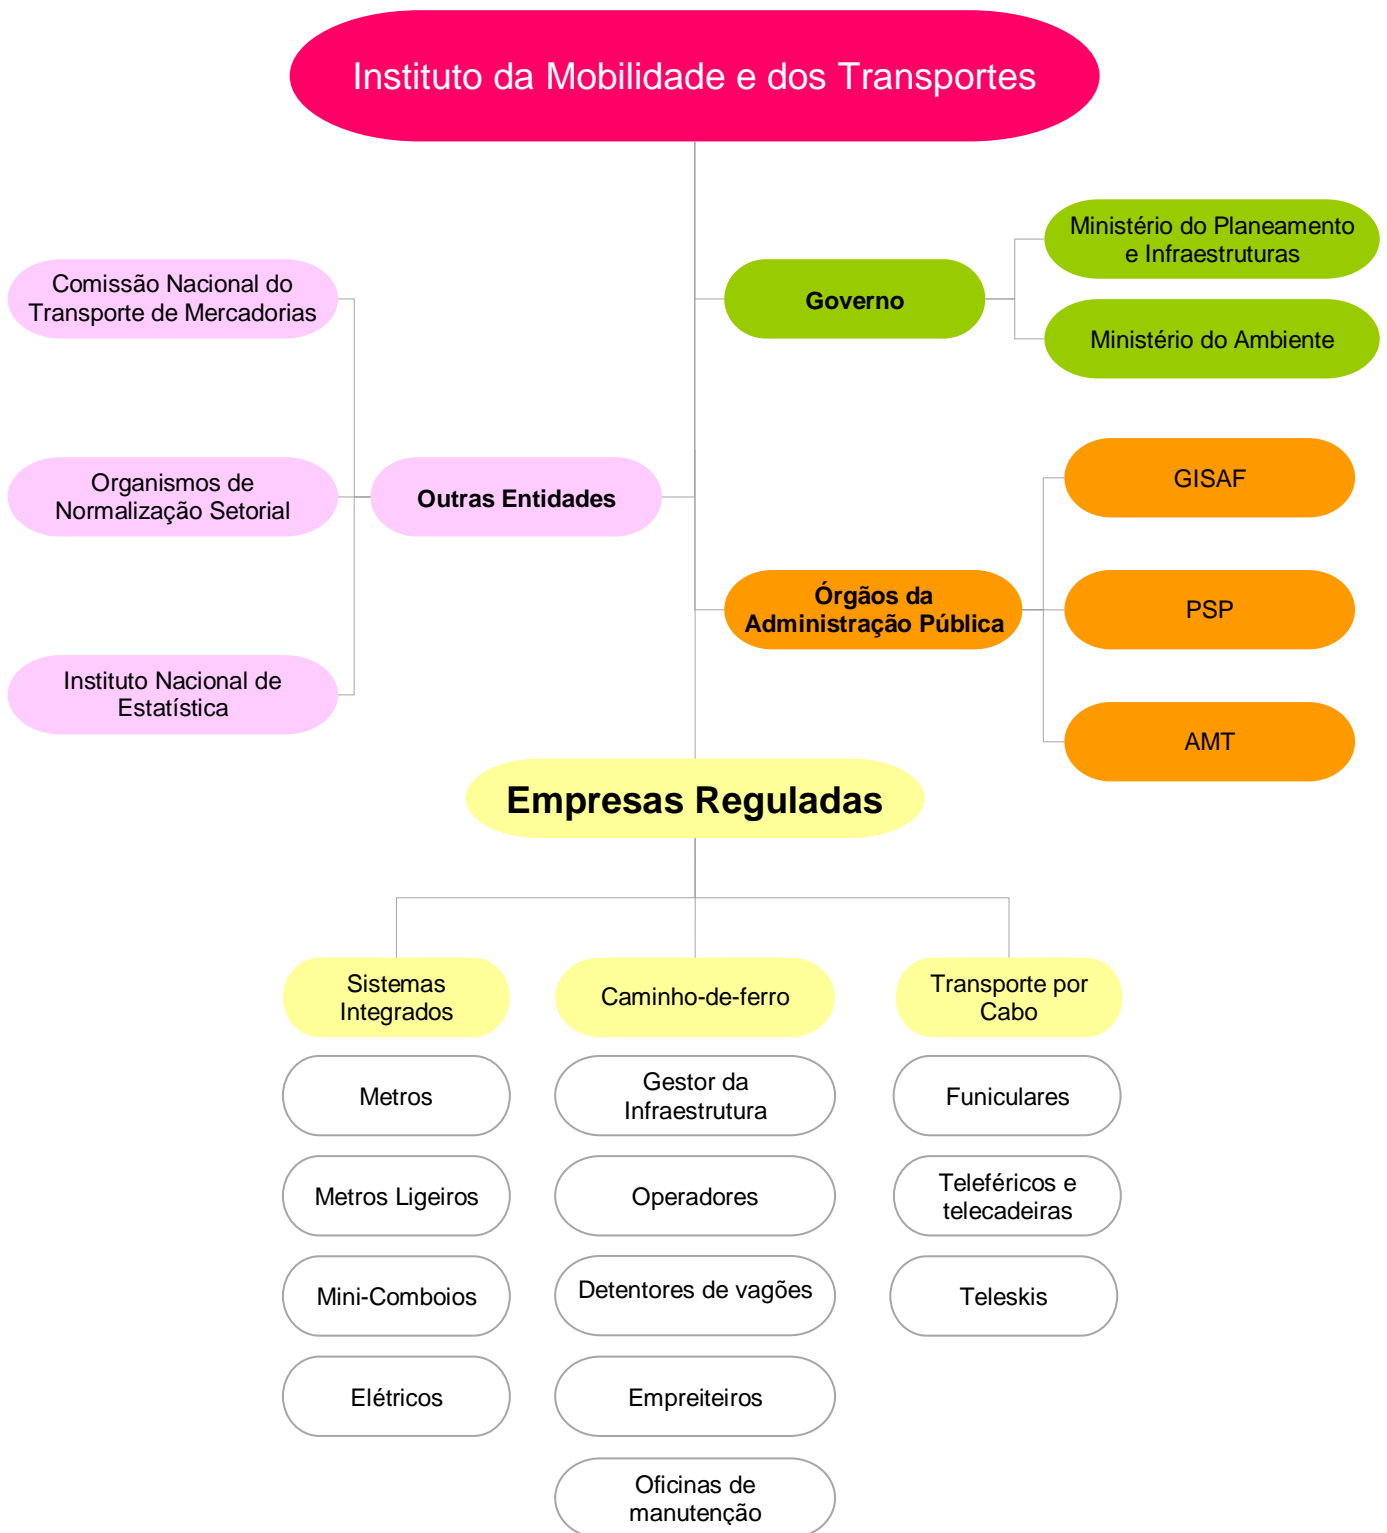 Instituto da Mobilidade e dos Transportes
Ministério do Planeamento
e Infraestruturas
Comissão Nacional do
Transporte de Mercadorias
Governo
Ministério do Ambiente
GISAF
Organismos de
Normalização Setorial
Outras Entidades
Órgãos da
Administração Pública
PSP
Instituto Nacional de
Estatística
AMT
Empresas Reguladas
Sistemas
Integrados
Caminho-de-ferro
Transporte por
Cabo
Metros
Gestor da
Infraestrutura
Funiculares
Metros Ligeiros
Operadores
Teleféricos e
telecadeiras
Mini-Comboios
Detentores de vagões
Teleskis
Elétricos
Empreiteiros
Oficinas de
manutenção